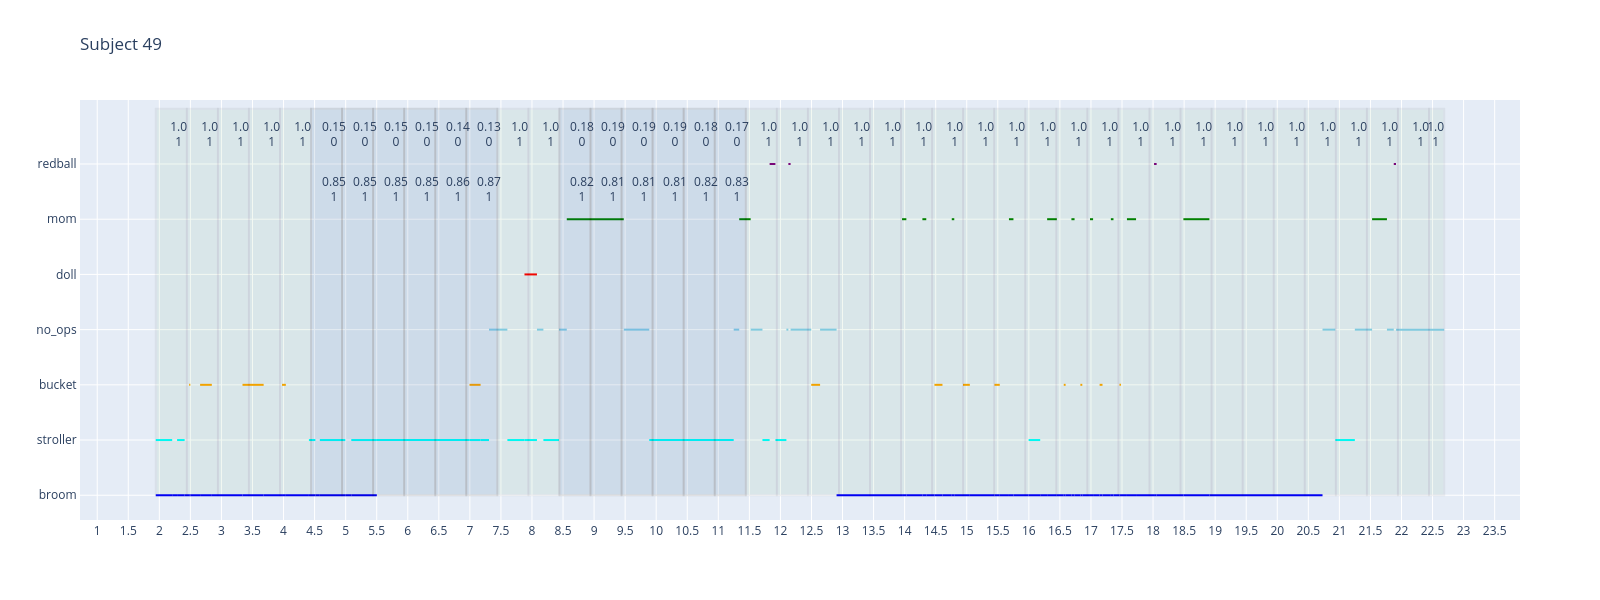 Subject 49
1.0 1.0 1.0 1.0 1.0 0.15 0.15 0.15 0.15 0.14 0.13 1.0 1.0 0.18 0.19 0.19 0.19 0.18 0.17 1.0 1.0 1.0 1.0 1.0 1.0 1.0 1.0 1.0 1.0 1.0 1.0 1.0 1.0 1.0 1.0 1.0 1.0 1.0 1.0 1.0 1.0 1.0
1 1 1 1 1 0 0 0 0 0 0 1 1 0 0 0 0 0 0 1 1 1 1 1 1 1 1 1 1 1 1 1 1 1 1 1 1 1 1 1 1 1
redball
0.85 0.85 0.85 0.85 0.86 0.87 0.82 0.81 0.81 0.81 0.82 0.83
1 1 1 1 1 1 1 1 1 1 1 1
mom
doll
no_ops
bucket
stroller
broom
1 1.5 2 2.5 3 3.5 4 4.5 5 5.5 6 6.5 7 7.5 8 8.5 9 9.5 10 10.5 11 11.5 12 12.5 13 13.5 14 14.5 15 15.5 16 16.5 17 17.5 18 18.5 19 19.5 20 20.5 21 21.5 22 22.5 23 23.5